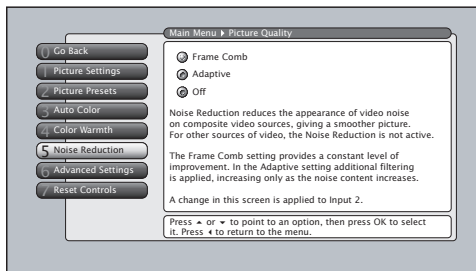 Main Menu ▸ Picture Quality
0 Go Back
1 Picture Settings
2 Picture Presets
3 Auto Color
4 Color Warmth
5 Noise Reduction
6 Advanced Settings
7 Reset Controls
Frame Comb
Adaptive
Off
Noise Reduction reduces the appearance of video noise
on composite video sources, giving a smoother picture.
For other sources of video, the Noise Reduction is not active.
The Frame Comb setting provides a constant level of
improvement. In the Adaptive setting additional filtering
is applied, increasing only as the noise content increases.
A change in this screen is applied to Input 2.
Press ▴ or ▾ to point to an option, then press OK to select
it. Press ◂ to return to the menu.